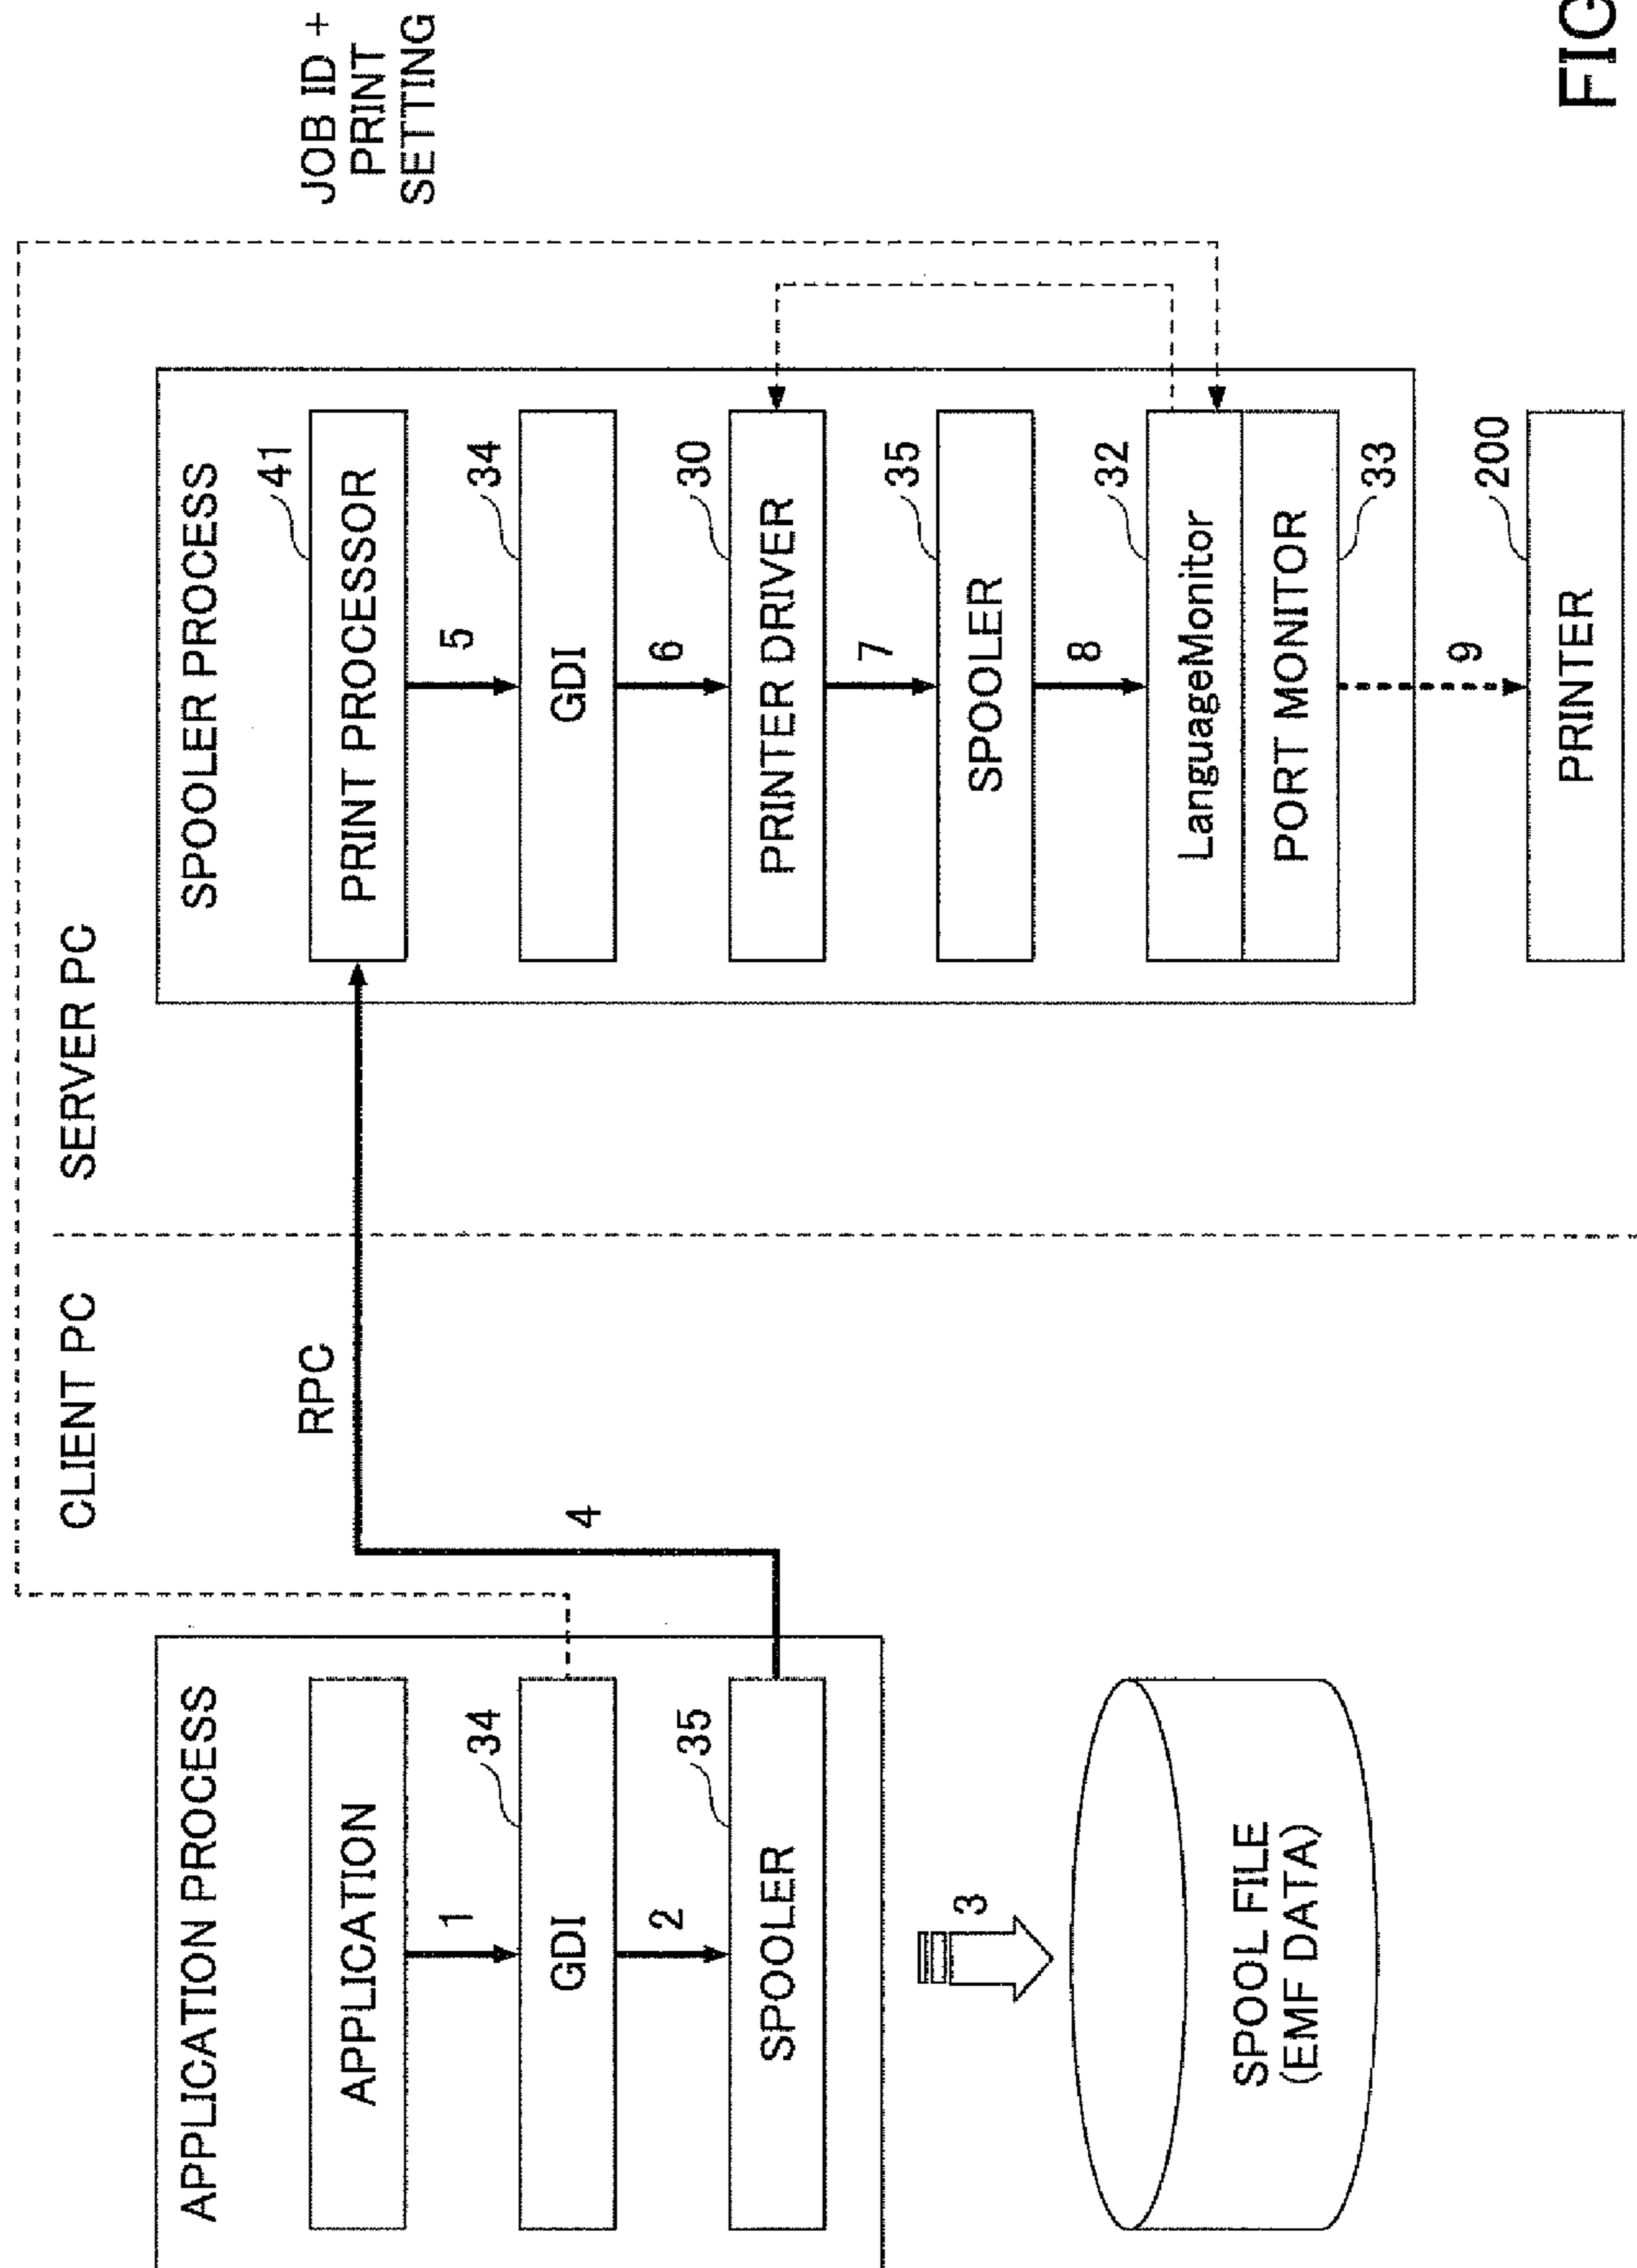 JOB ID +
PRINT
SETTING
CLIENT PC
SERVER PC
APPLICATION PROCESS
APPLICATION
1
34
GDI
2
35
SPOOLER
3
SPOOL FILE
(EMF DATA)
4
RPC
SPOOLER PROCESS
41
PRINT PROCESSOR
5
34
GDI
6
30
PRINTER DRIVER
7
35
SPOOLER
8
32
LanguageMonitor
PORT MONITOR
33
9
200
PRINTER
FIG